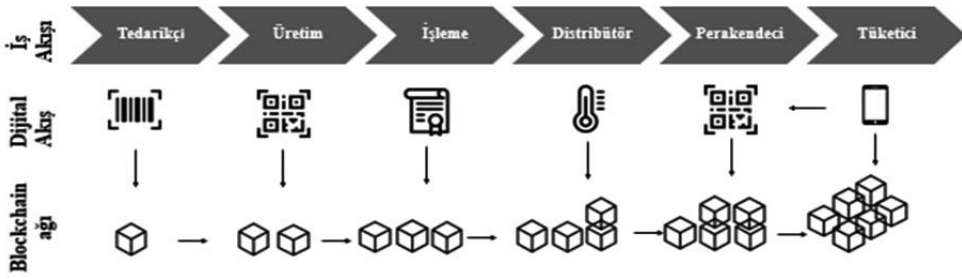 İş Akışı
Tedarikçi
Üretim
İşleme
Distribütör
Perakendeci
Tüketici
Dijital Akış
Blockchain ağı